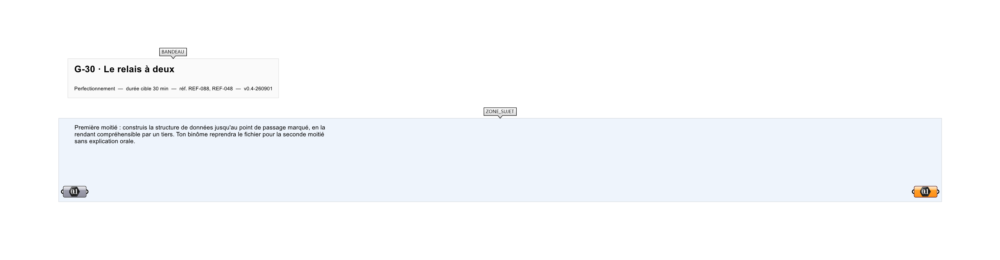 BANDEAU
G-30 · Le relais à deux
Perfectionnement — durée cible 30 min — réf. REF-088, REF-048 — v0.4-260901
ZONE_SUJET
Première moitié : construis la structure de données jusqu'au point de passage marqué, en la
rendant compréhensible par un tiers. Ton binôme reprendra le fichier pour la seconde moitié
sans explication orale.
0.1
0.1